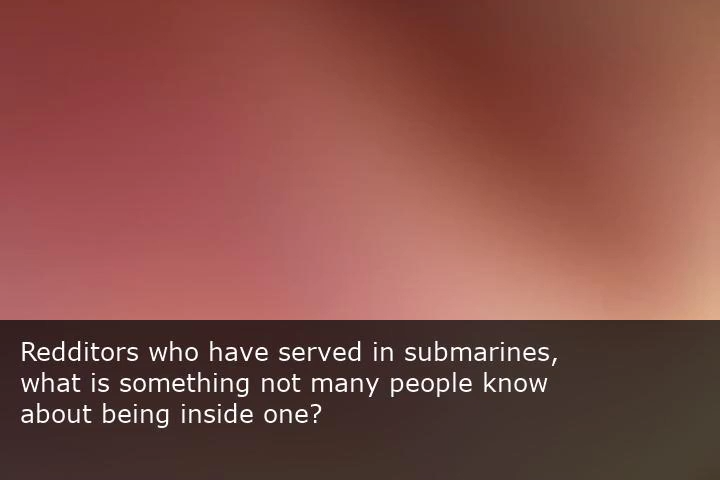 Redditors who have served in submarines,
what is something not many people know
about being inside one?